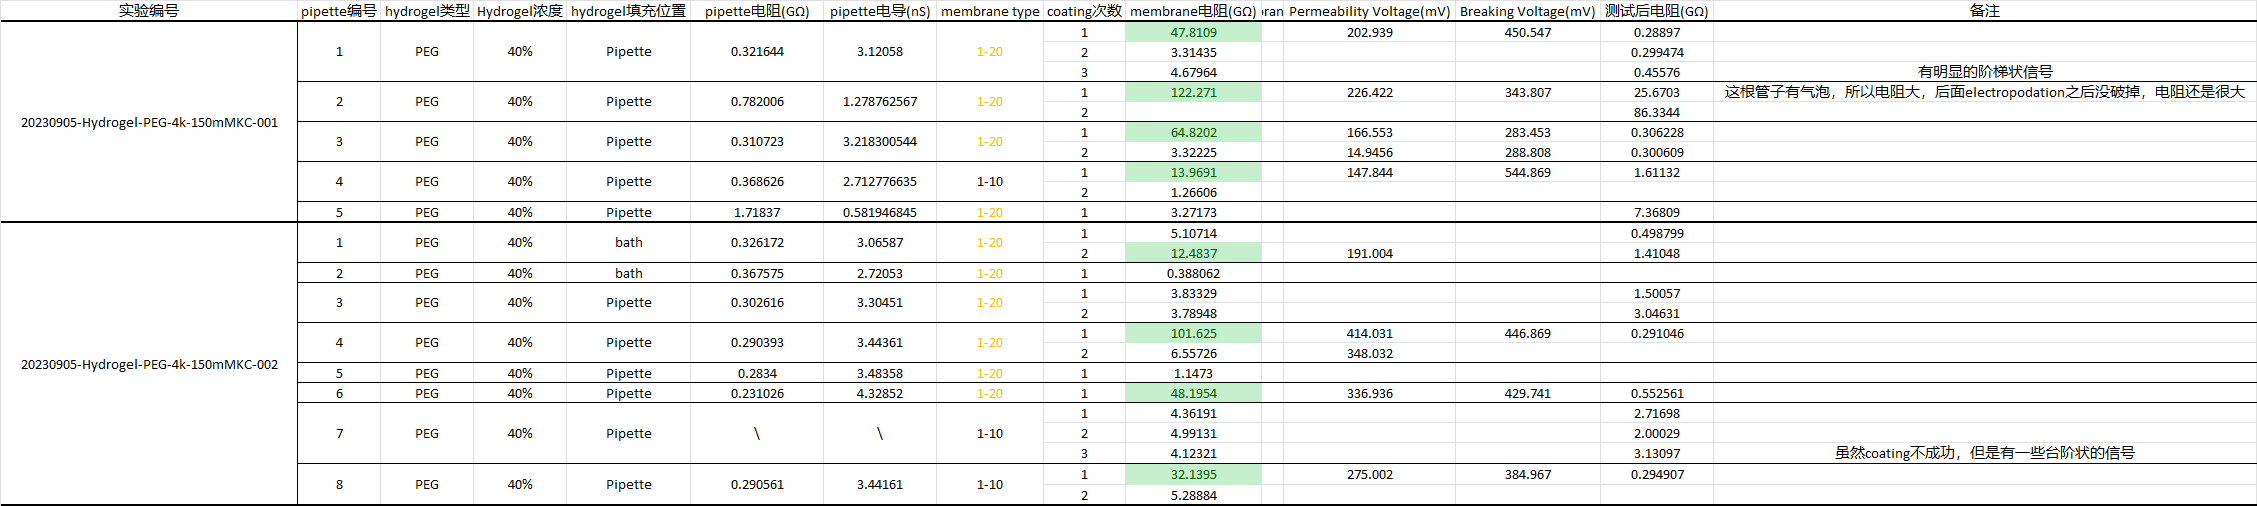 实验编号 pipette编号 hydrogel类型 Hydrogel浓度 hydrogel填充位置 pipette电阻(GΩ) pipette电导(nS) membrane type coating次数 membrane电阻(GΩ) Permeability Voltage(mV) Breaking Voltage(mV) 测试后电阻(GΩ) 备注
20230905-Hydrogel-PEG-4k-150mMKC-001
1 PEG 40% Pipette 0.321644 3.12058 1-20
1 47.8109 202.939 450.547 0.28897
2 3.31435 0.299474
3 4.67964 0.45576 有明显的阶梯状信号
2 PEG 40% Pipette 0.782006 1.278762567 1-20
1 122.271 226.422 343.807 25.6703 这根管子有气泡，所以电阻大，后面electropodation之后没破掉，电阻还是很大
2 86.3344
3 PEG 40% Pipette 0.310723 3.218300544 1-20
1 64.8202 166.553 283.453 0.306228
2 3.32225 14.9456 288.808 0.300609
4 PEG 40% Pipette 0.368626 2.712776635 1-10
1 13.9691 147.844 544.869 1.61132
2 1.26606
5 PEG 40% Pipette 1.71837 0.581946845 1-20 1 3.27173 7.36809
20230905-Hydrogel-PEG-4k-150mMKC-002
1 PEG 40% bath 0.326172 3.06587 1-20
1 5.10714 0.498799
2 12.4837 191.004 1.41048
2 PEG 40% bath 0.367575 2.72053 1-20 1 0.388062
3 PEG 40% Pipette 0.302616 3.30451 1-20
1 3.83329 1.50057
2 3.78948 3.04631
4 PEG 40% Pipette 0.290393 3.44361 1-20
1 101.625 414.031 446.869 0.291046
2 6.55726 348.032
5 PEG 40% Pipette 0.2834 3.48358 1-20 1 1.1473
6 PEG 40% Pipette 0.231026 4.32852 1-20 1 48.1954 336.936 429.741 0.552561
7 PEG 40% Pipette \ \ 1-10
1 4.36191 2.71698
2 4.99131 2.00029
3 4.12321 3.13097 虽然coating不成功，但是有一些台阶状的信号
8 PEG 40% Pipette 0.290561 3.44161 1-10
1 32.1395 275.002 384.967 0.294907
2 5.28884